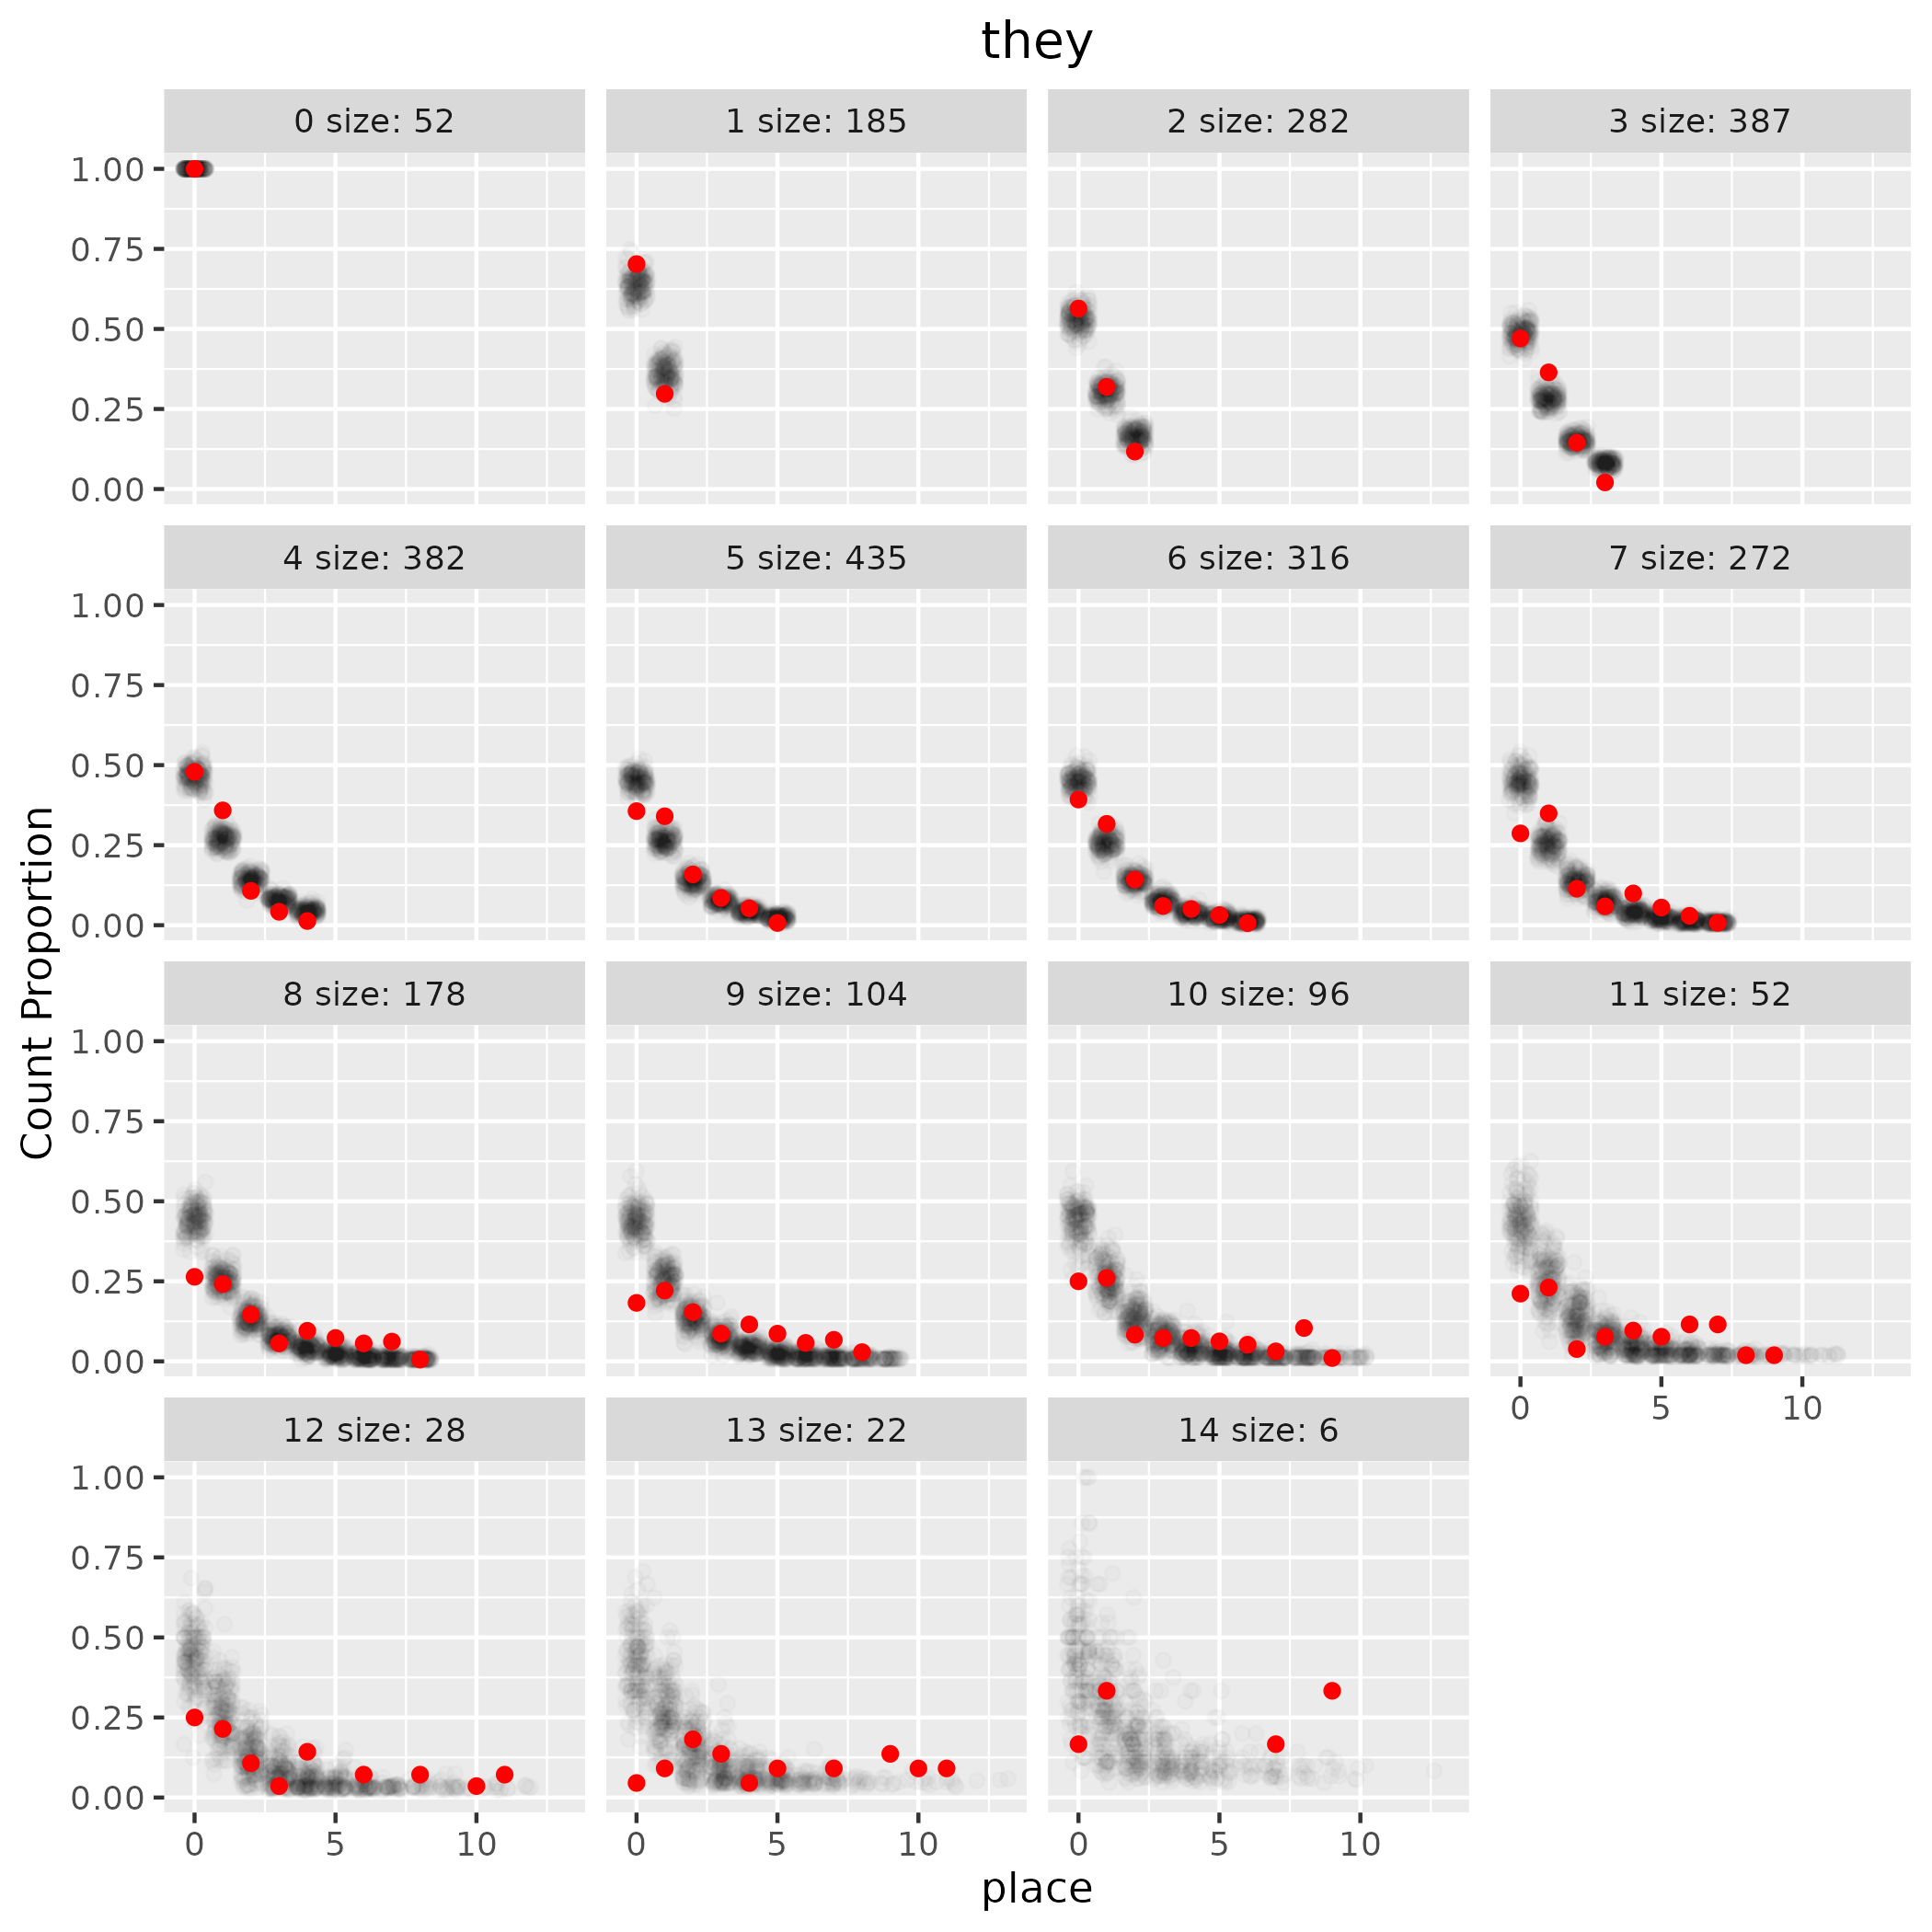 they
0 size: 52
1 size: 185
2 size: 282
3 size: 387
1.00
0.75
0.50
0.25
0.00
4 size: 382
5 size: 435
6 size: 316
7 size: 272
1.00
0.75
0.50
0.25
0.00
Count Proportion
8 size: 178
9 size: 104
10 size: 96
11 size: 52
1.00
0.75
0.50
0.25
0.00
0 5 10
12 size: 28
13 size: 22
14 size: 6
1.00
0.75
0.50
0.25
0.00
0 5 10
0 5 10
0 5 10
place